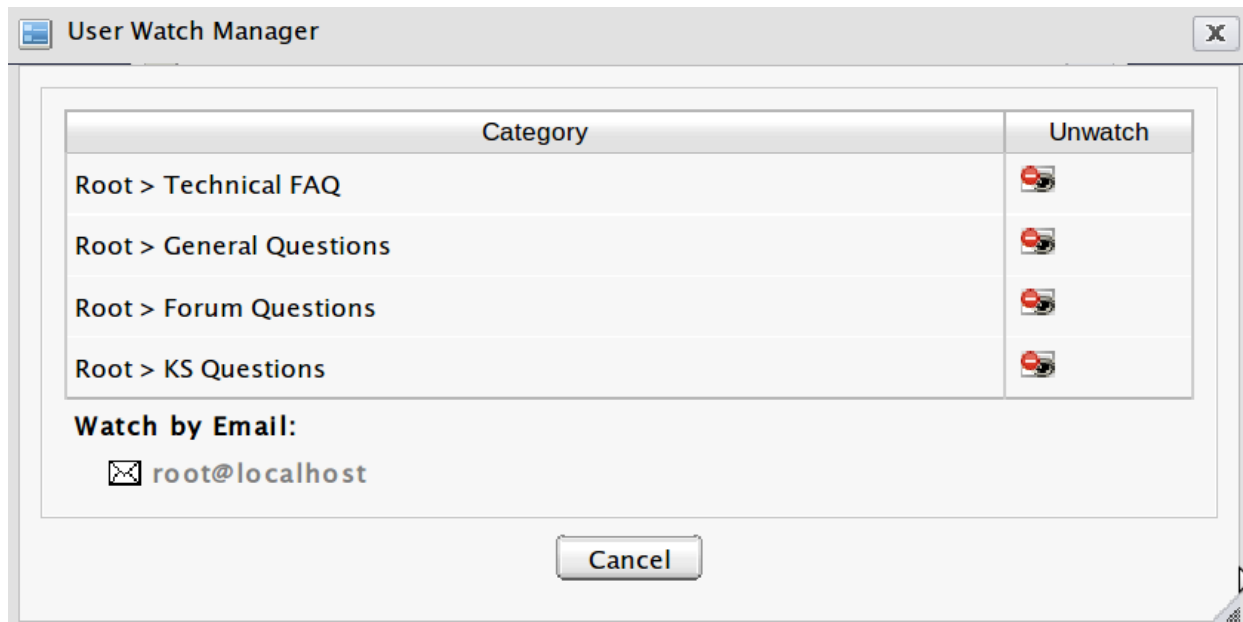 User Watch Manager
Category Unwatch
Root > Technical FAQ
Root > General Questions
Root > Forum Questions
Root > KS Questions
Watch by Email:
root@localhost
Cancel